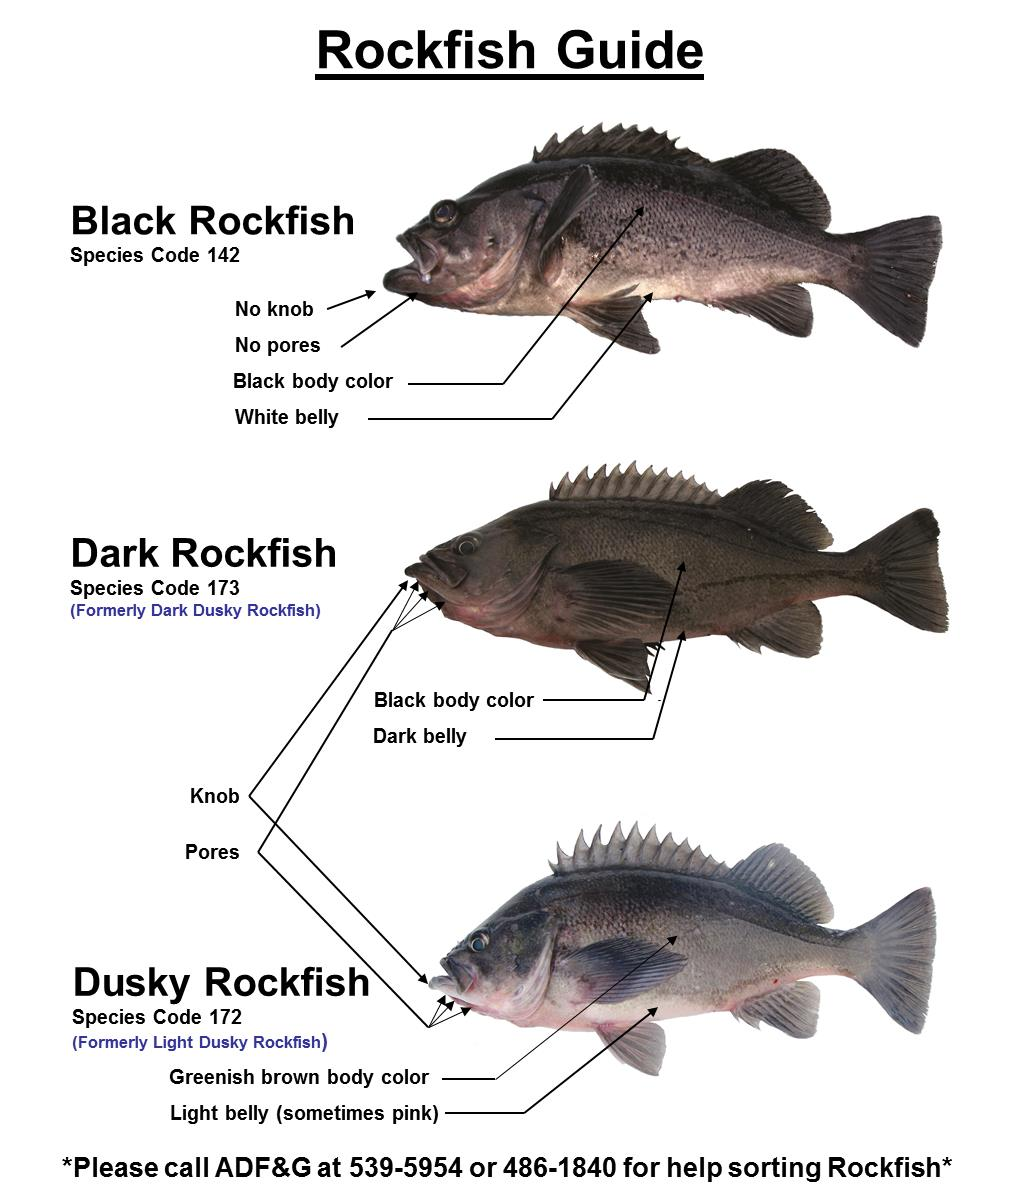 Rockfish Guide
Black Rockfish
Species Code 142
No knob
No pores
Black body color
White belly
Dark Rockfish
Species Code 173
(Formerly Dark Dusky Rockfish)
Black body color
Dark belly
Knob
Pores
Dusky Rockfish
Species Code 172
(Formerly Light Dusky Rockfish)
Greenish brown body color
Light belly (sometimes pink)
*Please call ADF&G at 539-5954 or 486-1840 for help sorting Rockfish*